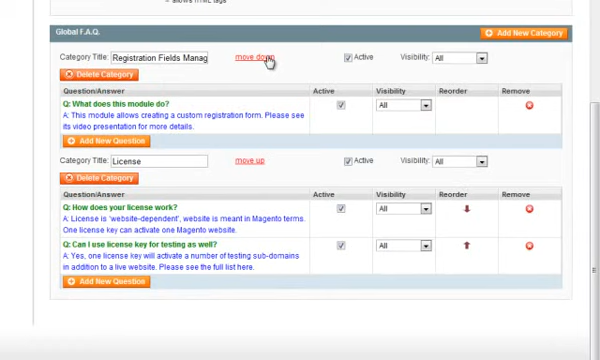 allows HTML tags
Global F.A.Q.
Add New Category
Category Title: Registration Fields Manag move down Active Visibility: All
Delete Category
Question/Answer Active Visibility Reorder Remove
Q: What does this module do? All
A: This module allows creating a custom registration form. Please see
its video presentation for more details.
Add New Question
Category Title: License move up Active Visibility: All
Delete Category
Question/Answer Active Visibility Reorder Remove
Q: How does your license work? All
A: License is 'website-dependent', website is meant in Magento terms.
One license key can activate one Magento website.
Q: Can I use license key for testing as well? All
A: Yes, one license key will activate a number of testing sub-domains
in addition to a live website. Please see the full list here.
Add New Question